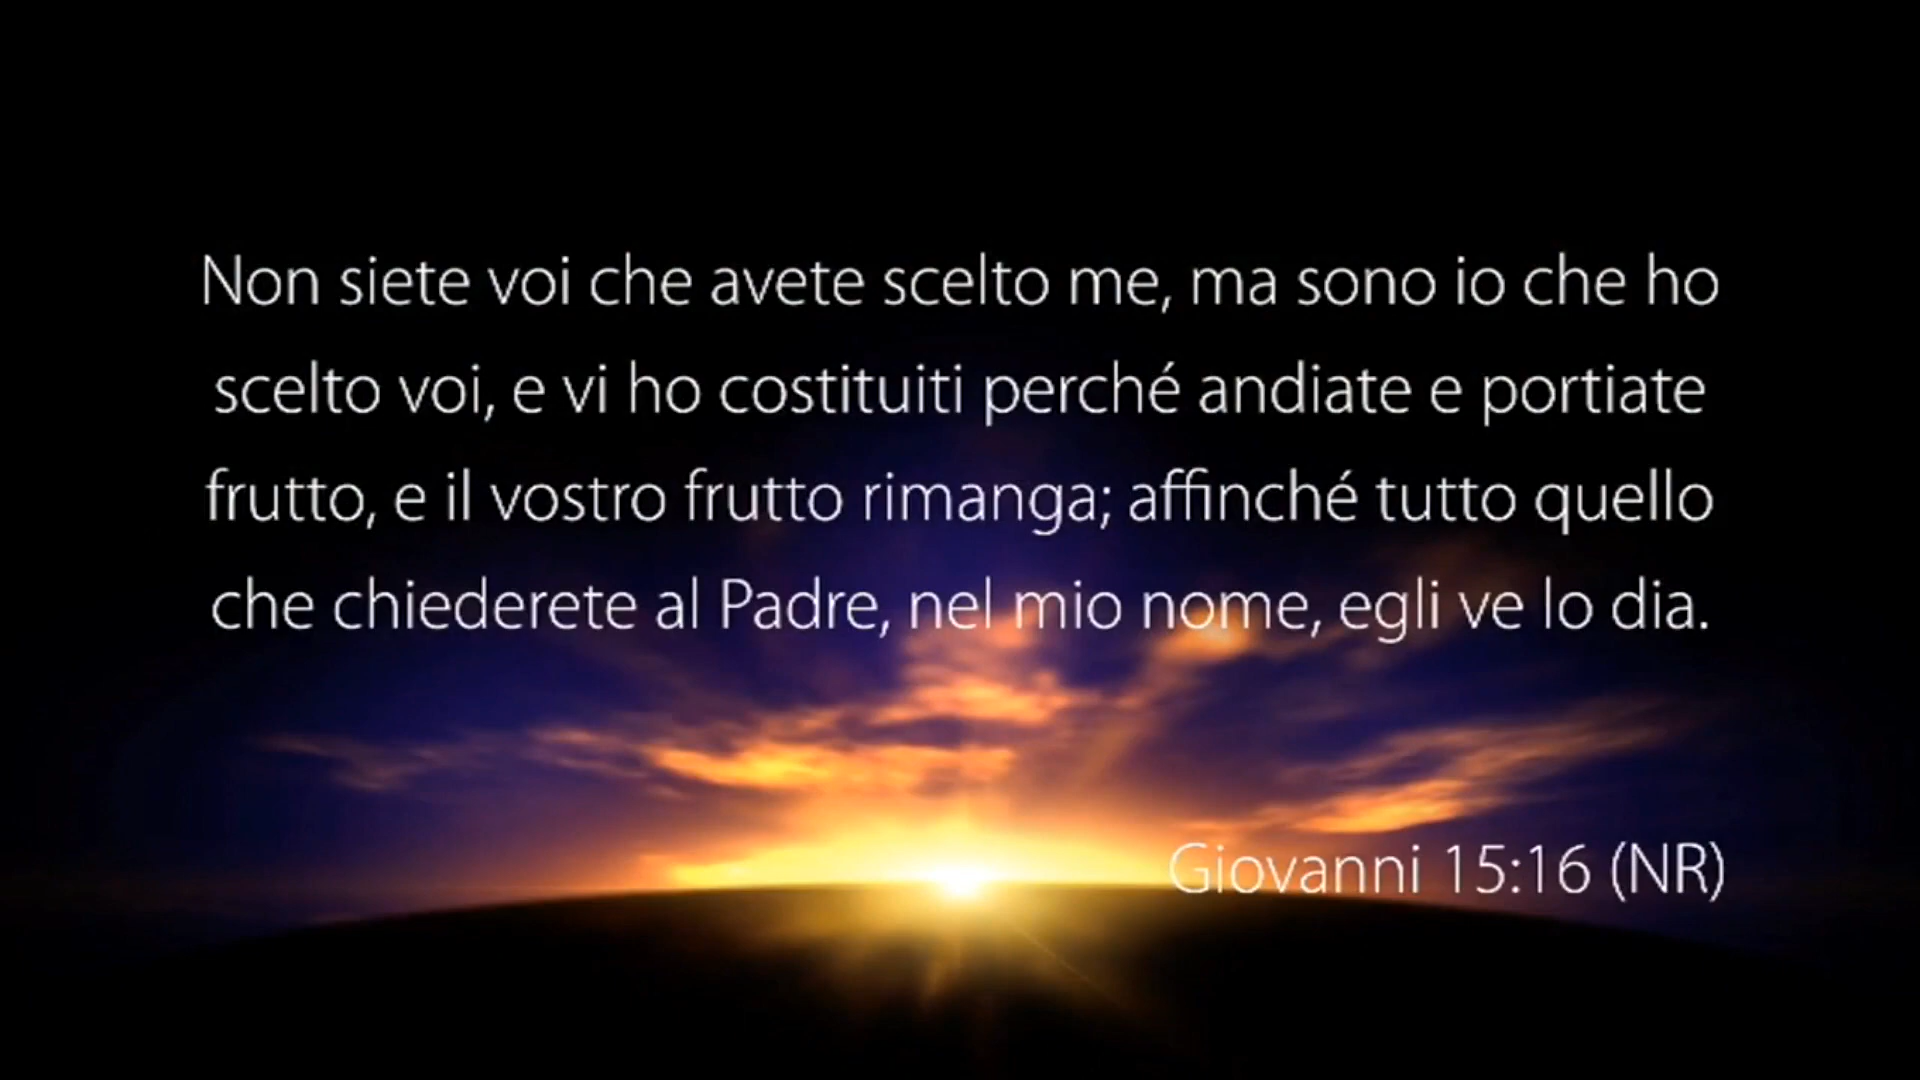 Non siete voi che avete scelto me, ma sono io che ho
scelto voi, e vi ho costituiti perché andiate e portiate
frutto, e il vostro frutto rimanga; affinché tutto quello
che chiederete al Padre, nel mio nome, egli ve lo dia.
Giovanni 15:16 (NR)